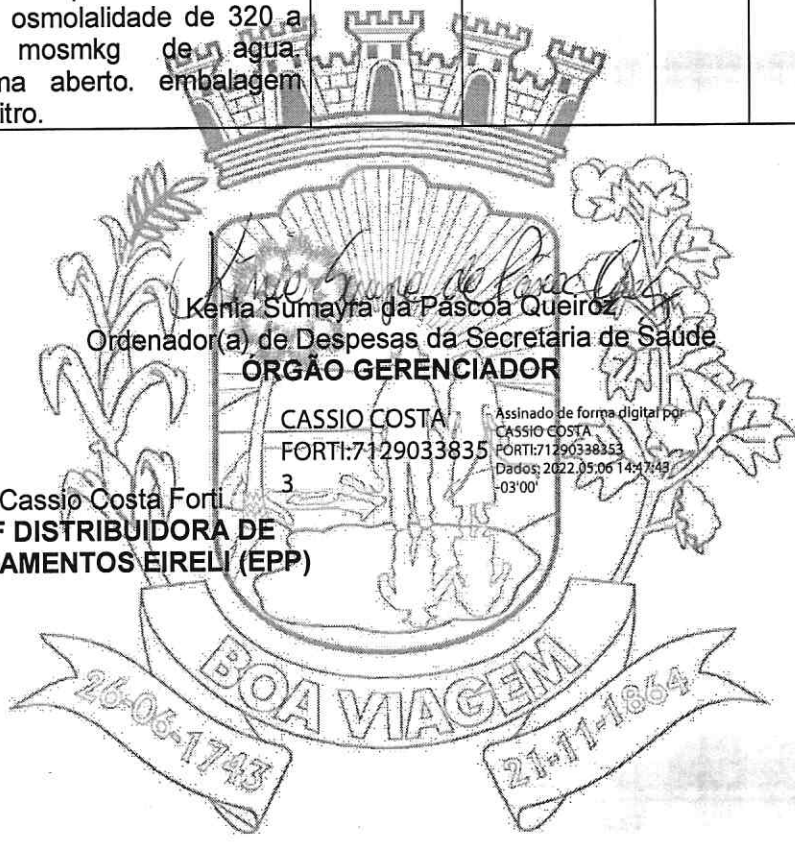 osmolalidade de 320 a
mosmkg de agua.
ma aberto. embalagem
itro.
Kenia Sumayra da Páscoa Queiroz
Ordenador(a) de Despesas da Secretaria de Saúde
ÓRGÃO GERENCIADOR
CASSIO COSTA
FORTI:7129033835
3
Assinado de forma digital por
CASSIO COSTA
FORTI:71290338353
Dados: 2022.05.06 14:47:43
-03'00'
Cassio Costa Forti
F DISTRIBUIDORA DE
AMENTOS EIRELI (EPP)
BOA VIAGEM
26-06-1743
21-11-1864